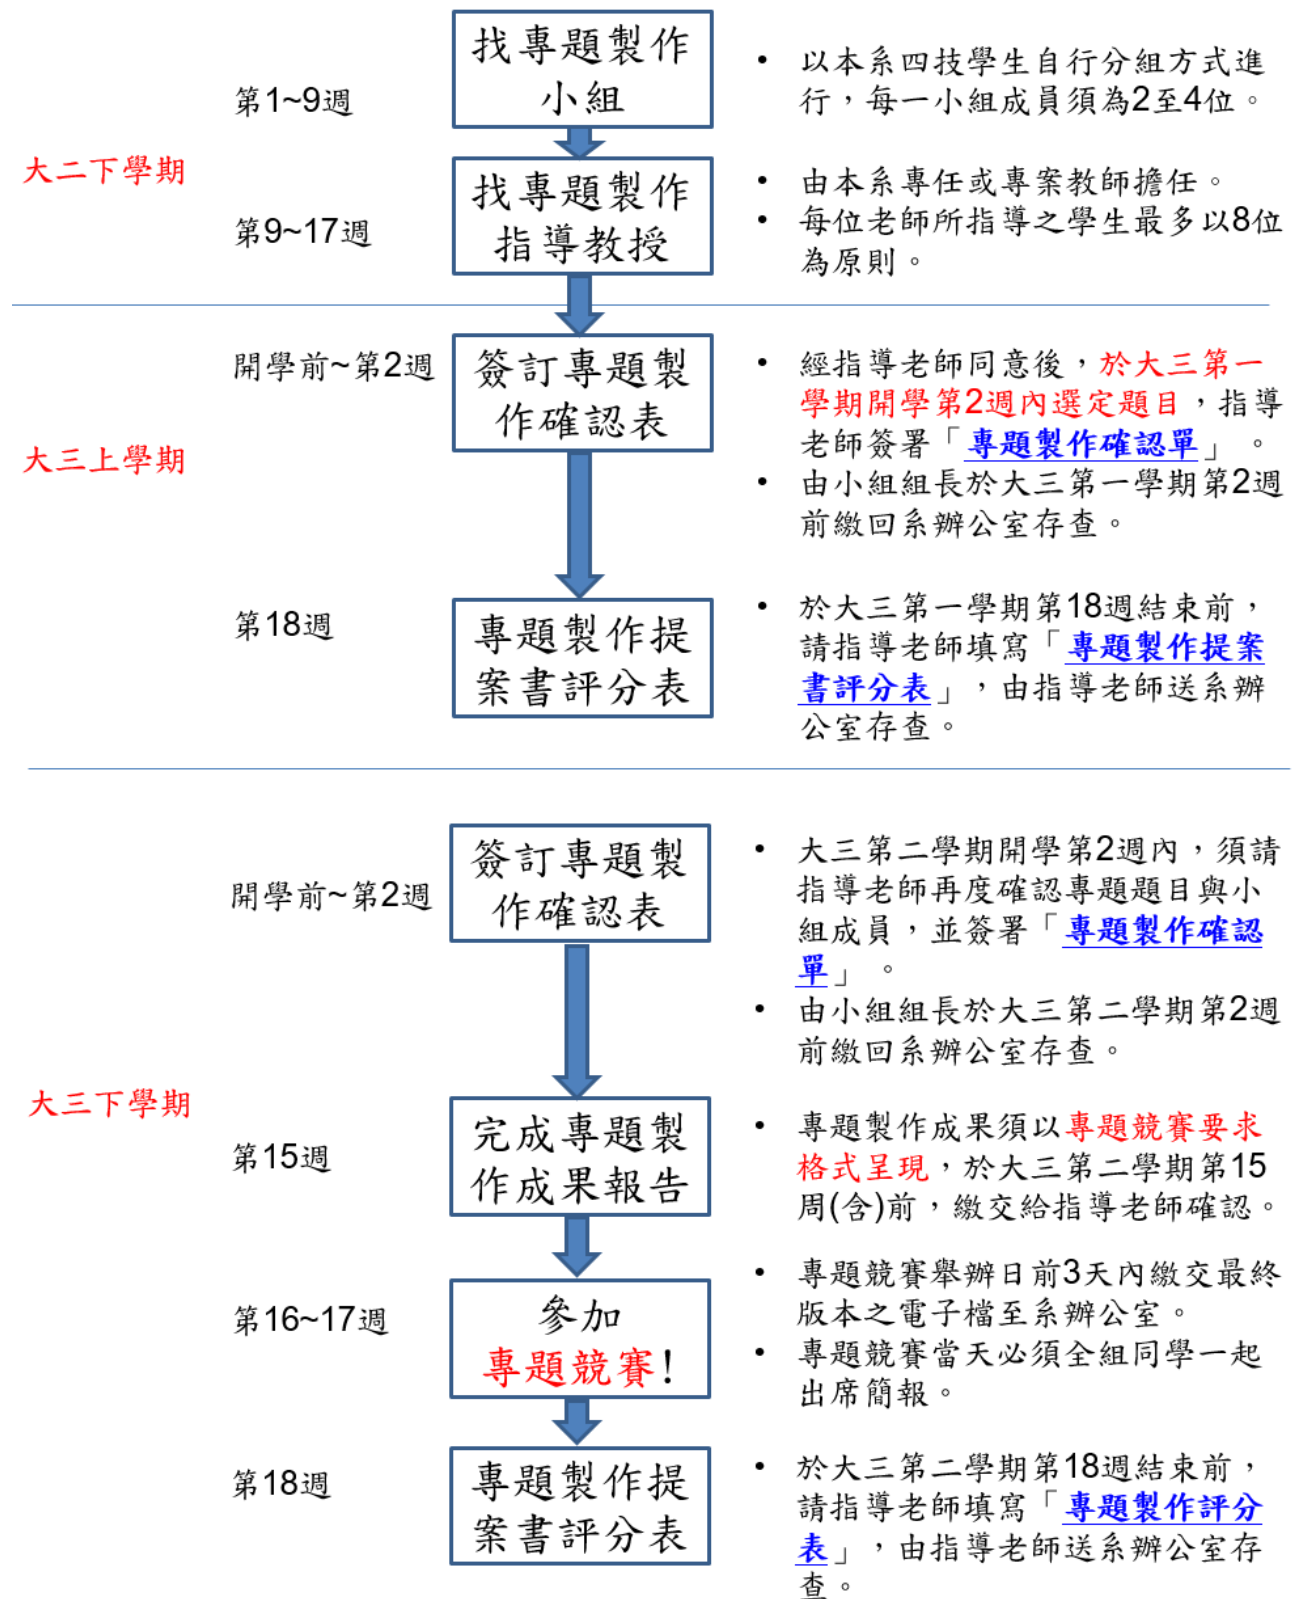 找專題製作
小組
第1~9週
• 以本系四技學生自行分組方式進
行，每一小組成員須為2至4位。
大二下學期
找專題製作
指導教授
第9~17週
• 由本系專任或專案教師擔任。
• 每位老師所指導之學生最多以8位
為原則。
開學前~第2週
簽訂專題製
作確認表
• 經指導老師同意後，於大三第一
學期開學第2週內選定題目，指導
老師簽署「專題製作確認單」 。
• 由小組組長於大三第一學期第2週
前繳回系辦公室存查。
大三上學期
第18週
專題製作提
案書評分表
• 於大三第一學期第18週結束前，
請指導老師填寫「專題製作提案
書評分表」，由指導老師送系辦
公室存查。
開學前~第2週
簽訂專題製
作確認表
• 大三第二學期開學第2週內，須請
指導老師再度確認專題題目與小
組成員，並簽署「專題製作確認
單」 。
• 由小組組長於大三第二學期第2週
前繳回系辦公室存查。
大三下學期
第15週
完成專題製
作成果報告
• 專題製作成果須以專題競賽要求
格式呈現，於大三第二學期第15
周(含)前，繳交給指導老師確認。
第16~17週
參加
專題競賽!
• 專題競賽舉辦日前3天內繳交最終
版本之電子檔至系辦公室。
• 專題競賽當天必須全組同學一起
出席簡報。
第18週
專題製作提
案書評分表
• 於大三第二學期第18週結束前，
請指導老師填寫「專題製作評分
表」，由指導老師送系辦公室存
查。